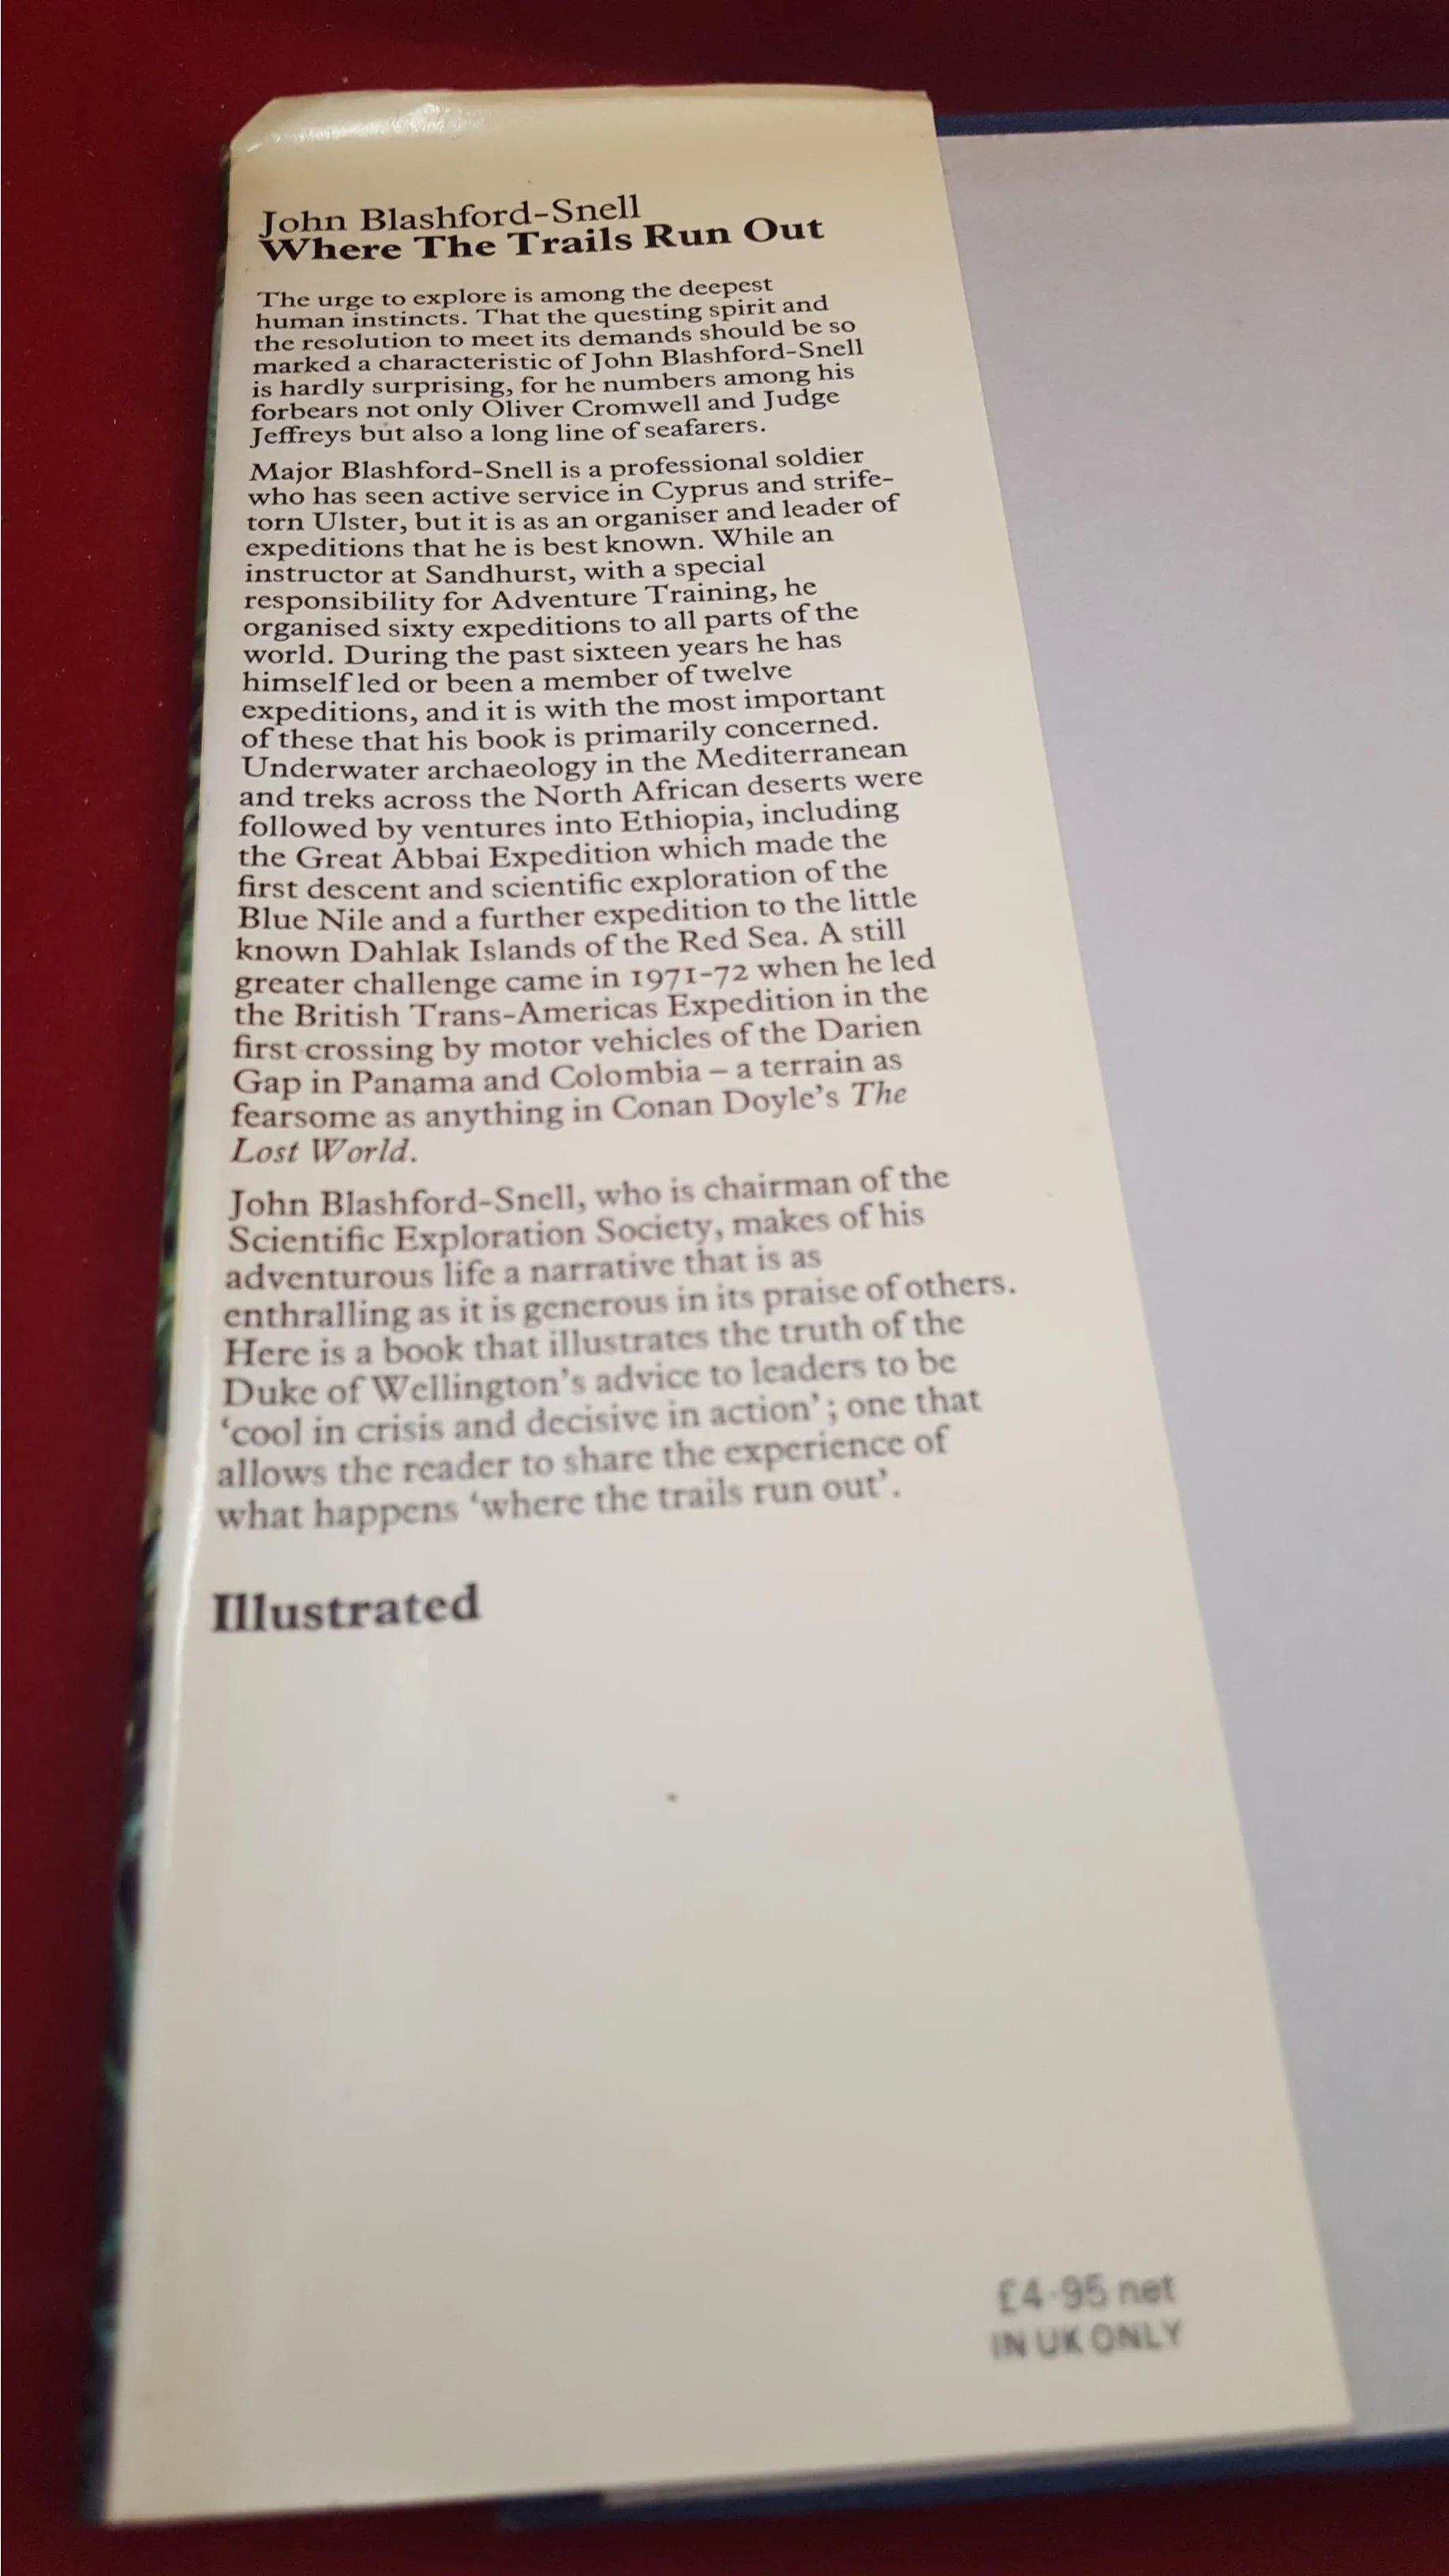 John Blashford-Snell
Where The Trails Run Out
The urge to explore is among the deepest
human instincts. That the questing spirit and
the resolution to meet its demands should be so
marked a characteristic of John Blashford-Snell
is hardly surprising, for he numbers among his
forbears not only Oliver Cromwell and Judge
Jeffreys but also a long line of seafarers.
Major Blashford-Snell is a professional soldier
who has seen active service in Cyprus and strife-
torn Ulster, but it is as an organiser and leader of
expeditions that he is best known. While an
instructor at Sandhurst, with a special
responsibility for Adventure Training, he
organised sixty expeditions to all parts of the
world. During the past sixteen years he has
himself led or been a member of twelve
expeditions, and it is with the most important
of these that his book is primarily concerned.
Underwater archaeology in the Mediterranean
and treks across the North African deserts were
followed by ventures into Ethiopia, including
the Great Abbai Expedition which made the
first descent and scientific exploration of the
Blue Nile and a further expedition to the little
known Dahlak Islands of the Red Sea. A still
greater challenge came in 1971-72 when he led
the British Trans-Americas Expedition in the
first crossing by motor vehicles of the Darien
Gap in Panama and Colombia – a terrain as
fearsome as anything in Conan Doyle's The
Lost World.
John Blashford-Snell, who is chairman of the
Scientific Exploration Society, makes of his
adventurous life a narrative that is as
enthralling as it is generous in its praise of others.
Here is a book that illustrates the truth of the
Duke of Wellington's advice to leaders to be
‘cool in crisis and decisive in action’; one that
allows the reader to share the experience of
what happens ‘where the trails run out’.
Illustrated
£4·95 net
IN UK ONLY